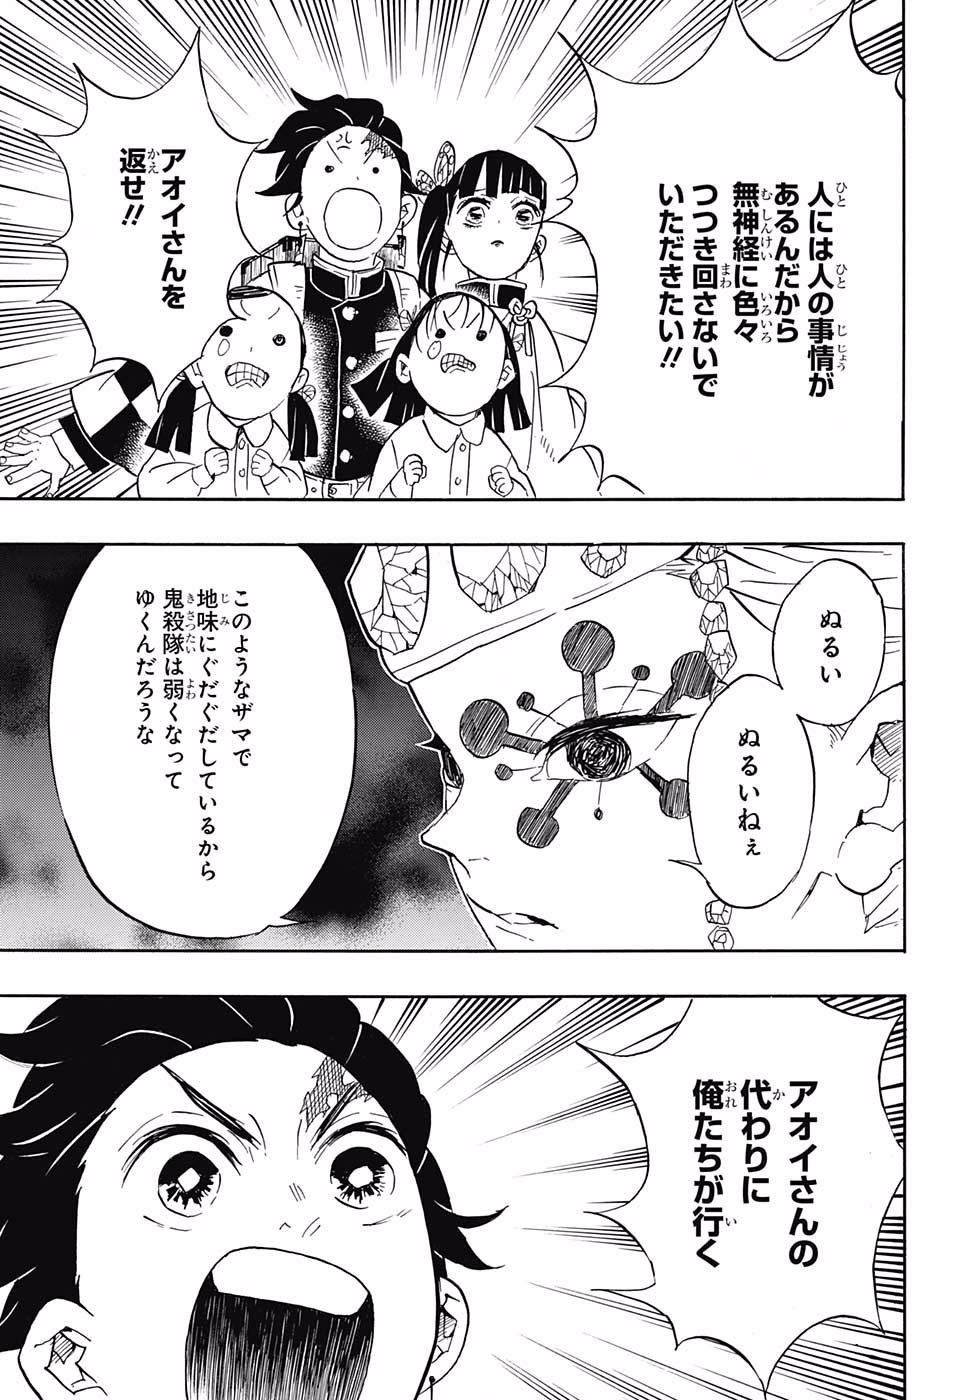 人には人の事情が
あるんだから
無神経に色々
つつき回さないで
いただきたい!!
アオイさんを
返せ!!
ぬるい
ぬるいねぇ
このようなザマで
地味にぐだぐだしているから
鬼殺隊は弱くなって
ゆくんだろうな
アオイさんの
代わりに
俺たちが行く